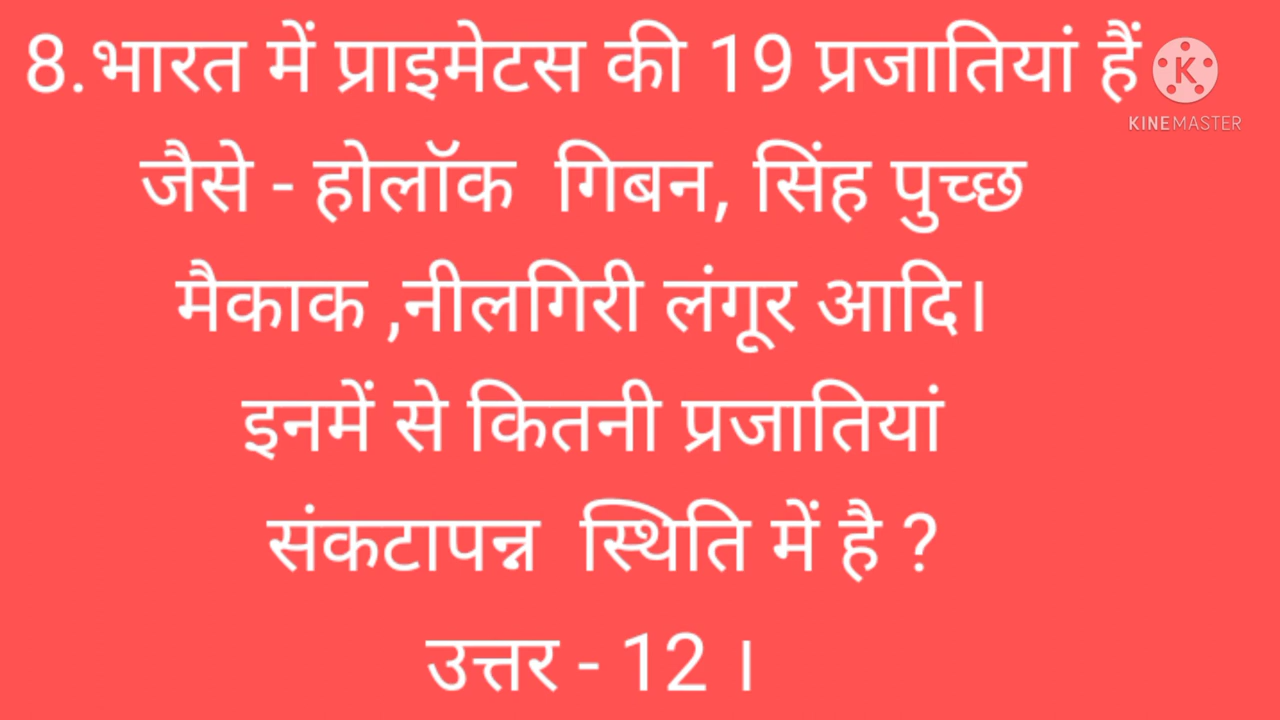 8.भारत में प्राइमेटस की 19 प्रजातियां हैं
KINEMASTER
जैसे - होलॉक गिबन, सिंह पुच्छ
मैकाक ,नीलगिरी लंगूर आदि।
इनमें से कितनी प्रजातियां
संकटापन्न स्थिति में है ?
उत्तर - 12 ।